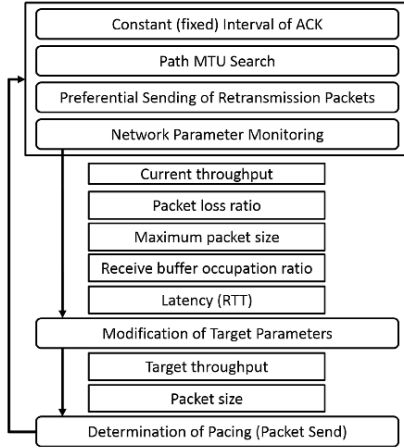 Constant (fixed) Interval of ACK
Path MTU Search
Preferential Sending of Retransmission Packets
Network Parameter Monitoring
Current throughput
Packet loss ratio
Maximum packet size
Receive buffer occupation ratio
Latency (RTT)
Modification of Target Parameters
Target throughput
Packet size
Determination of Pacing (Packet Send)